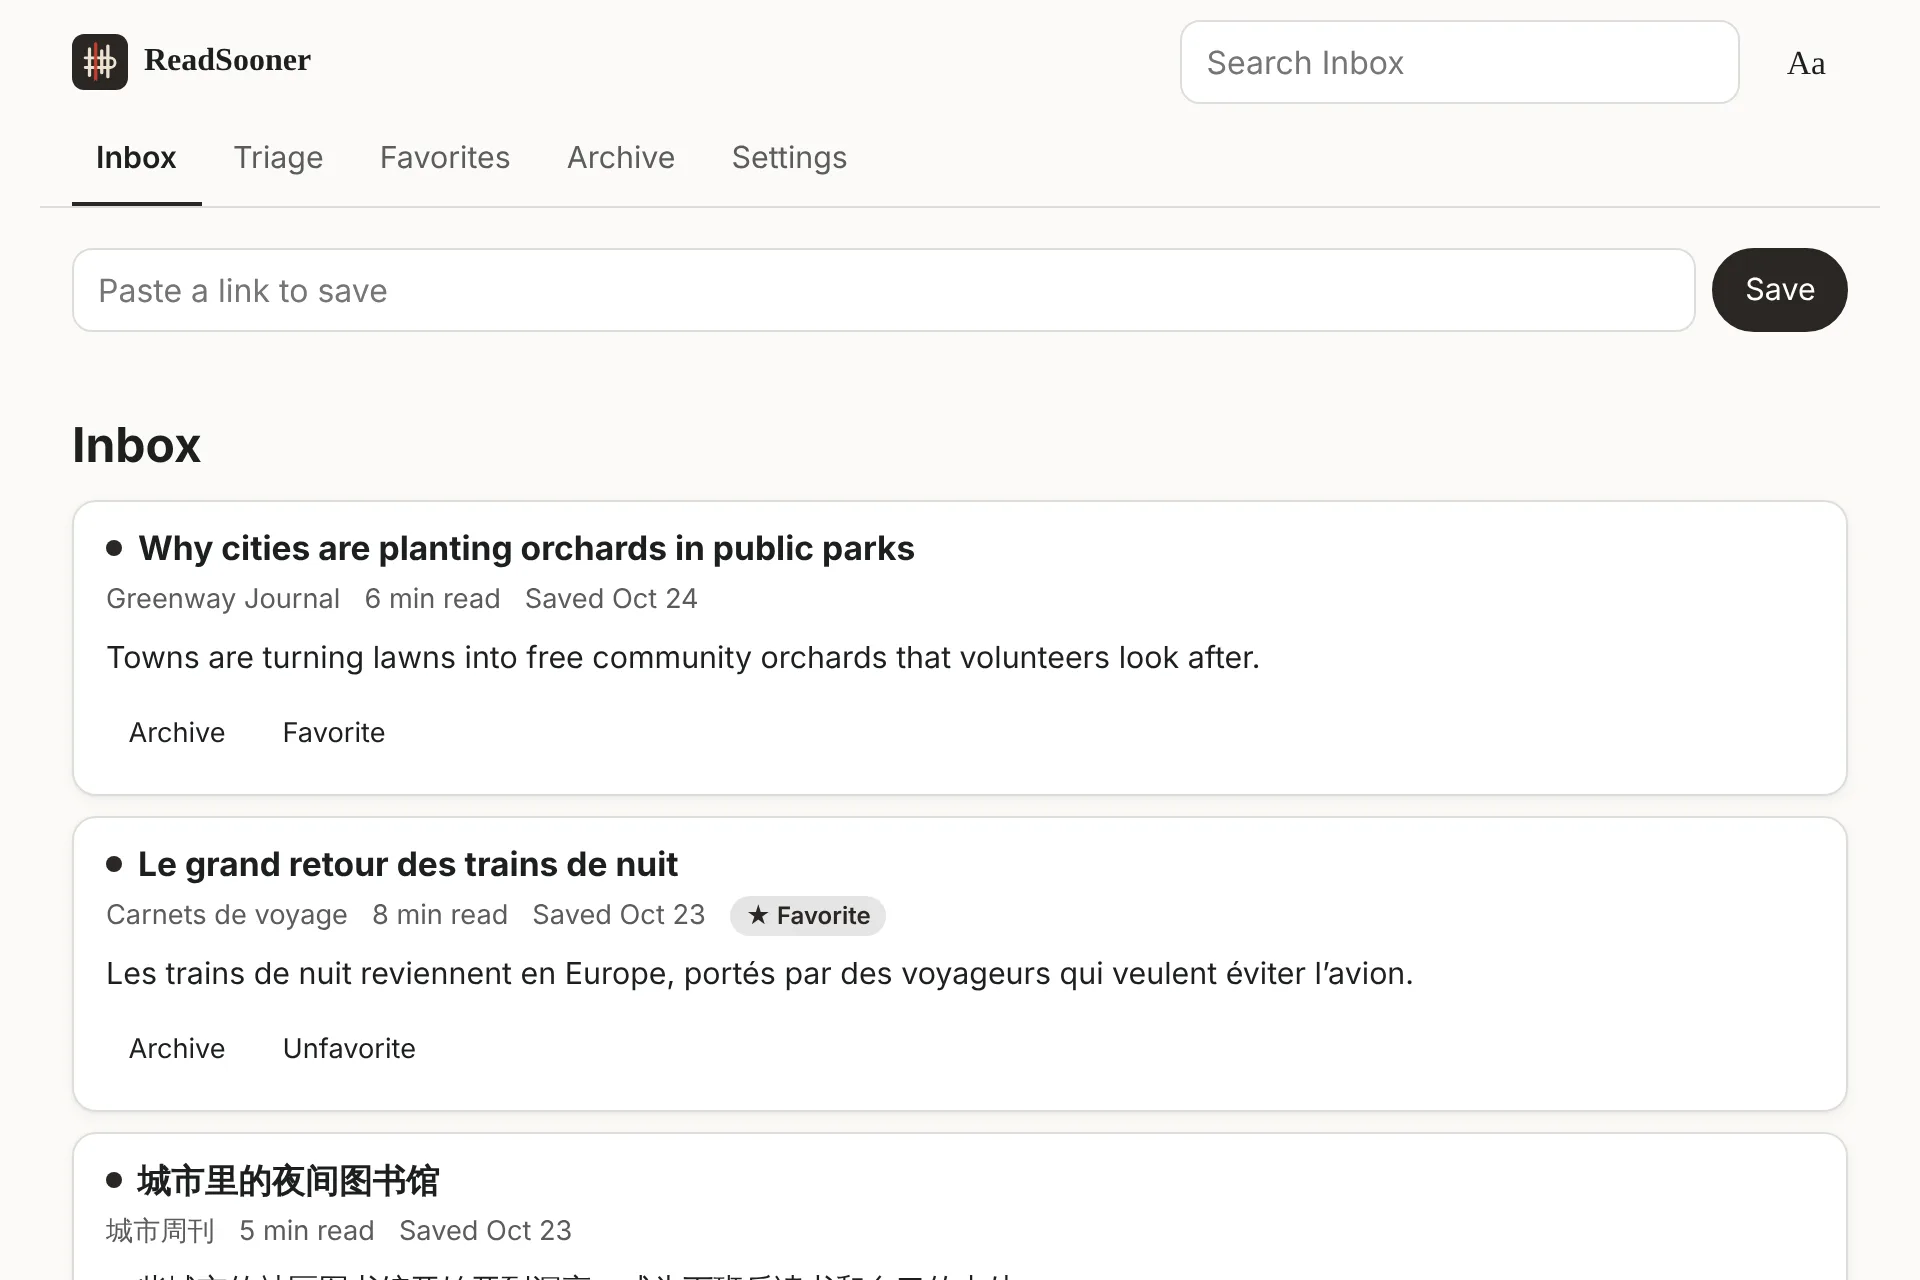 ReadSooner
Search Inbox
Aa
Inbox Triage Favorites Archive Settings
Paste a link to save
Save
Inbox
Why cities are planting orchards in public parks
Greenway Journal 6 min read Saved Oct 24
Towns are turning lawns into free community orchards that volunteers look after.
Archive Favorite
Le grand retour des trains de nuit
Carnets de voyage 8 min read Saved Oct 23 ★ Favorite
Les trains de nuit reviennent en Europe, portés par des voyageurs qui veulent éviter l’avion.
Archive Unfavorite
城市里的夜间图书馆
城市周刊 5 min read Saved Oct 23